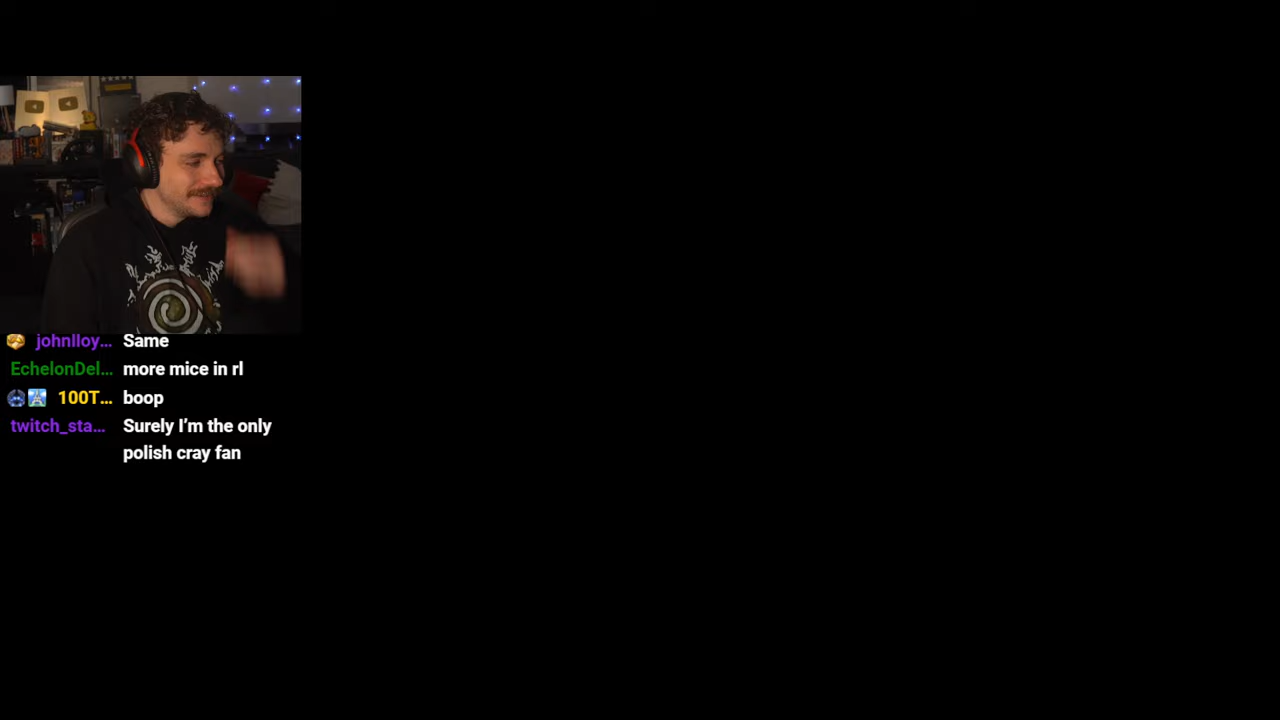 johnlloy... Same
EchelonDel... more mice in rl
100T... boop
twitch_sta... Surely I’m the only
polish cray fan